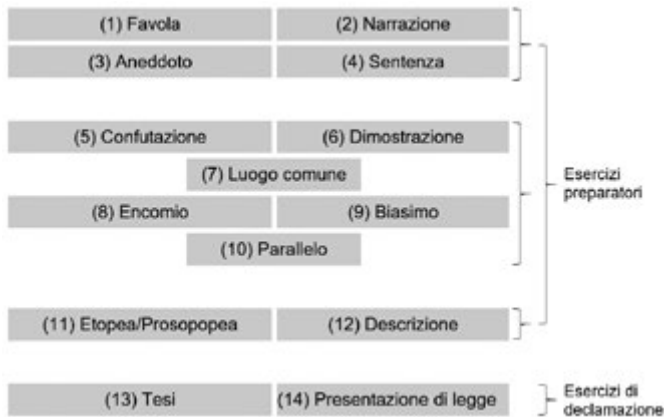 (1) Favola
(2) Narrazione
(3) Aneddoto
(4) Sentenza
(5) Confutazione
(6) Dimostrazione
(7) Luogo comune
(8) Encomio
(9) Biasimo
(10) Parallelo
Esercizi
preparatori
(11) Etopea/Prosopopea
(12) Descrizione
(13) Tesi
(14) Presentazione di legge
Esercizi di
declamazione